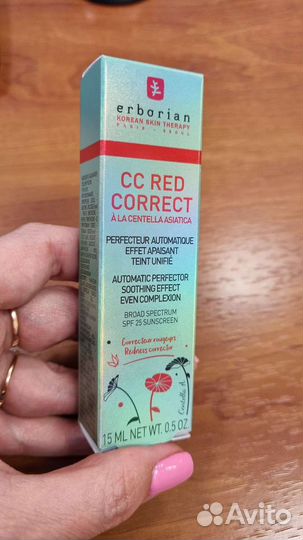 erborian
KOREAN SKIN THERAPY
PARIS - SEOUL
CC RED
CORRECT
À LA CENTELLA ASIATICA
PERFECTEUR AUTOMATIQUE
EFFET APAISANT
TEINT UNIFIÉ
AUTOMATIC PERFECTOR
SOOTHING EFFECT
EVEN COMPLEXION
BROAD SPECTRUM
SPF 25 SUNSCREEN
Correcteur rougeurs
Redness corrector
Centella A.
15 ML NET WT. 0.5 OZ.
Avito